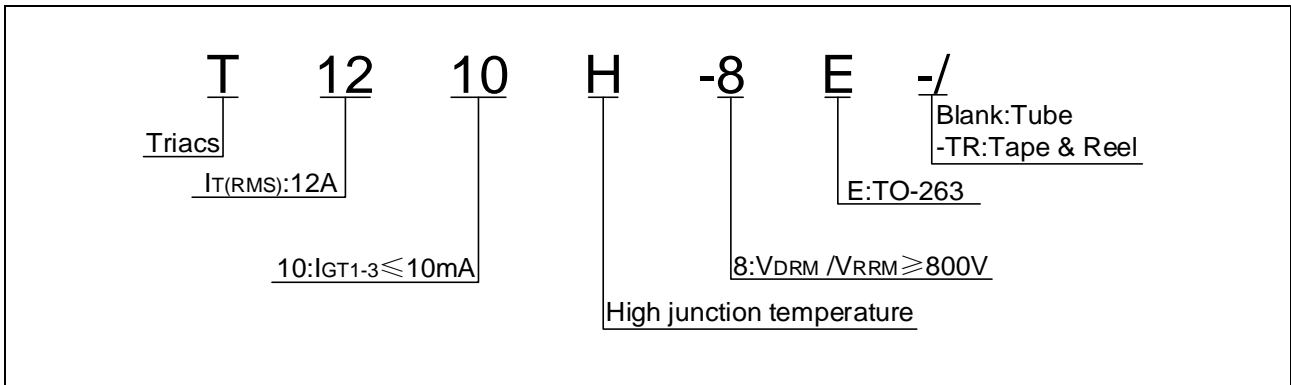 T 12 10 H -8 E -/
Blank:Tube
Triacs
-TR:Tape & Reel
IT(RMS):12A
E:TO-263
10:IGT1-3≤10mA
8:VDRM /VRRM≥800V
High junction temperature